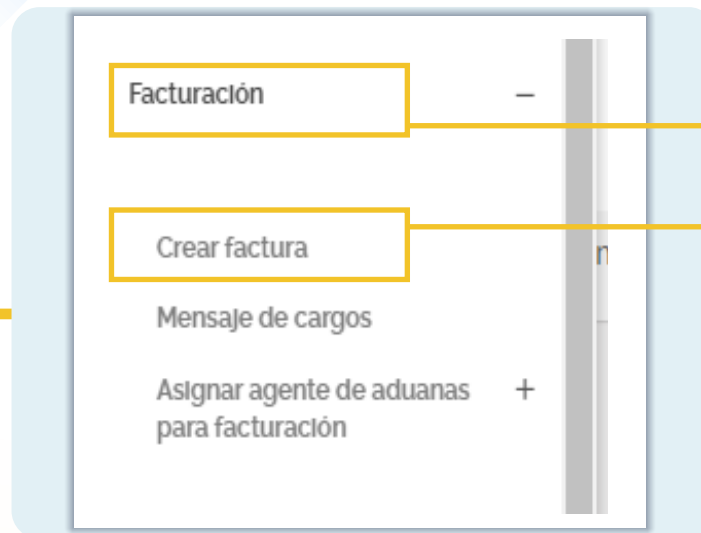 Facturación −
Crear factura
Mensaje de cargos
Asignar agente de aduanas +
para facturación